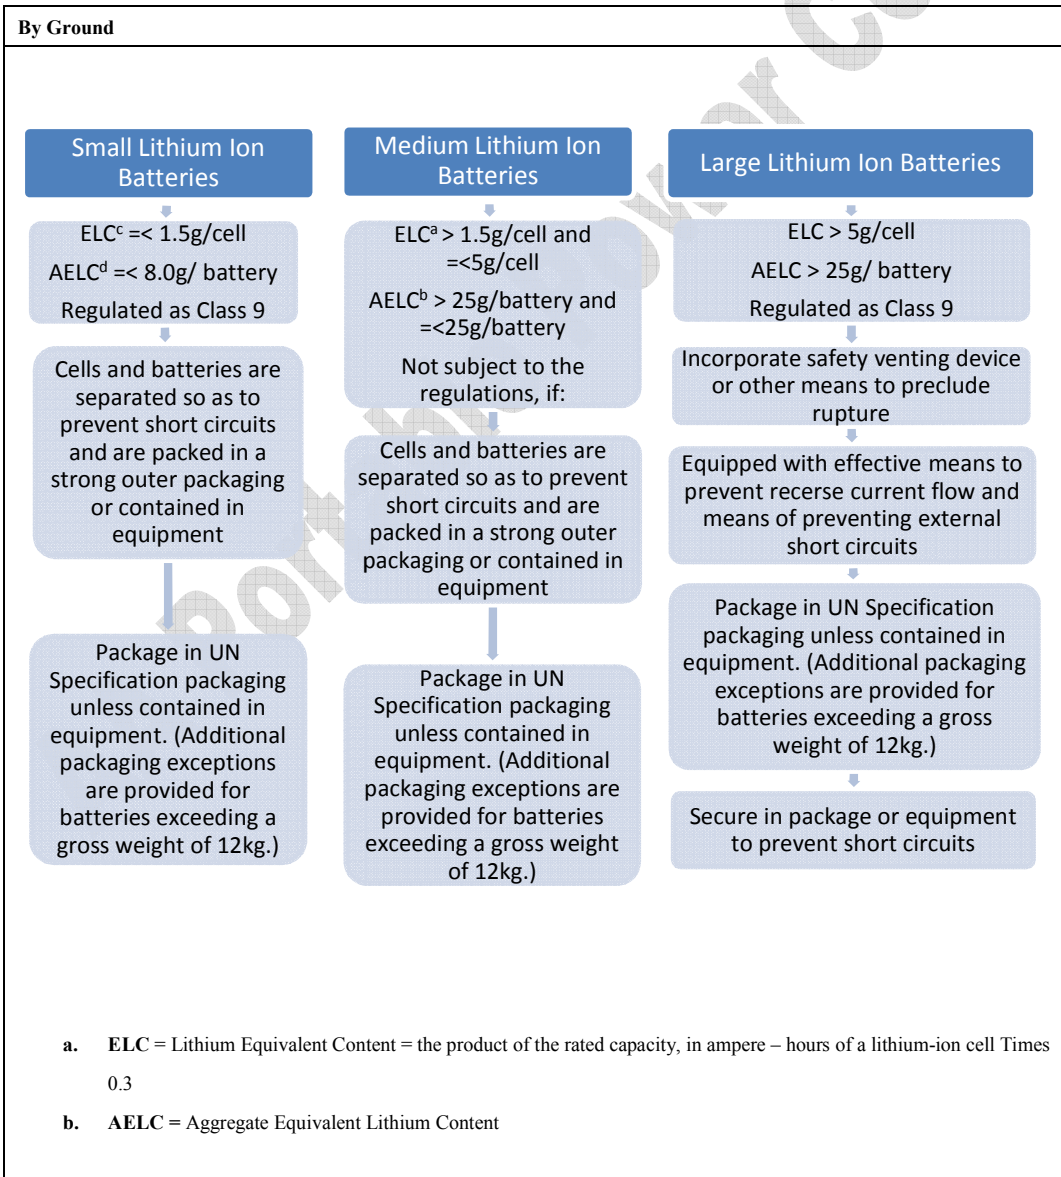 By Ground
Small Lithium Ion
Batteries
ELCᶜ =< 1.5g/cell
AELCᵈ =< 8.0g/ battery
Regulated as Class 9
Cells and batteries are
separated so as to
prevent short circuits
and are packed in a
strong outer packaging
or contained in
equipment
Package in UN
Specification packaging
unless contained in
equipment. (Additional
packaging exceptions
are provided for
batteries exceeding a
gross weight of 12kg.)
Medium Lithium Ion
Batteries
ELCᵃ > 1.5g/cell and
=<5g/cell
AELCᵇ > 25g/battery and
=<25g/battery
Not subject to the
regulations, if:
Cells and batteries are
separated so as to prevent
short circuits and are
packed in a strong outer
packaging or contained in
equipment
Package in UN
Specification packaging
unless contained in
equipment. (Additional
packaging exceptions are
provided for batteries
exceeding a gross weight
of 12kg.)
Large Lithium Ion Batteries
ELC > 5g/cell
AELC > 25g/ battery
Regulated as Class 9
Incorporate safety venting device
or other means to preclude
rupture
Equipped with effective means to
prevent recerse current flow and
means of preventing external
short circuits
Package in UN Specification
packaging unless contained in
equipment. (Additional packaging
exceptions are provided for
batteries exceeding a gross
weight of 12kg.)
Secure in package or equipment
to prevent short circuits
a. ELC = Lithium Equivalent Content = the product of the rated capacity, in ampere – hours of a lithium-ion cell Times
0.3
b. AELC = Aggregate Equivalent Lithium Content